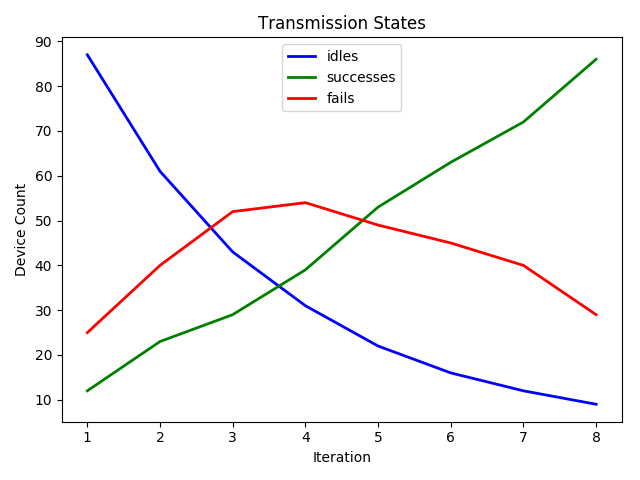 Transmission States
idles
successes
fails
Device Count
90
80
70
60
50
40
30
20
10
1 2 3 4 5 6 7 8
Iteration